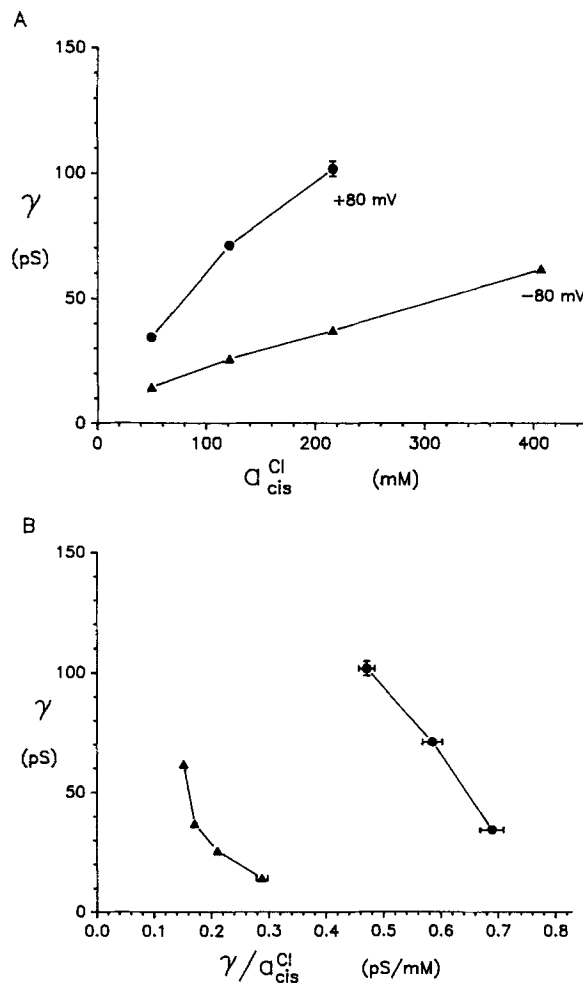 A
150
100
50
0
γ
(pS)
+80 mV
−80 mV
0 100 200 300 400
a_cis^Cl (mM)
B
150
100
50
0
γ
(pS)
0.0 0.1 0.2 0.3 0.4 0.5 0.6 0.7 0.8
γ/a_cis^Cl (pS/mM)